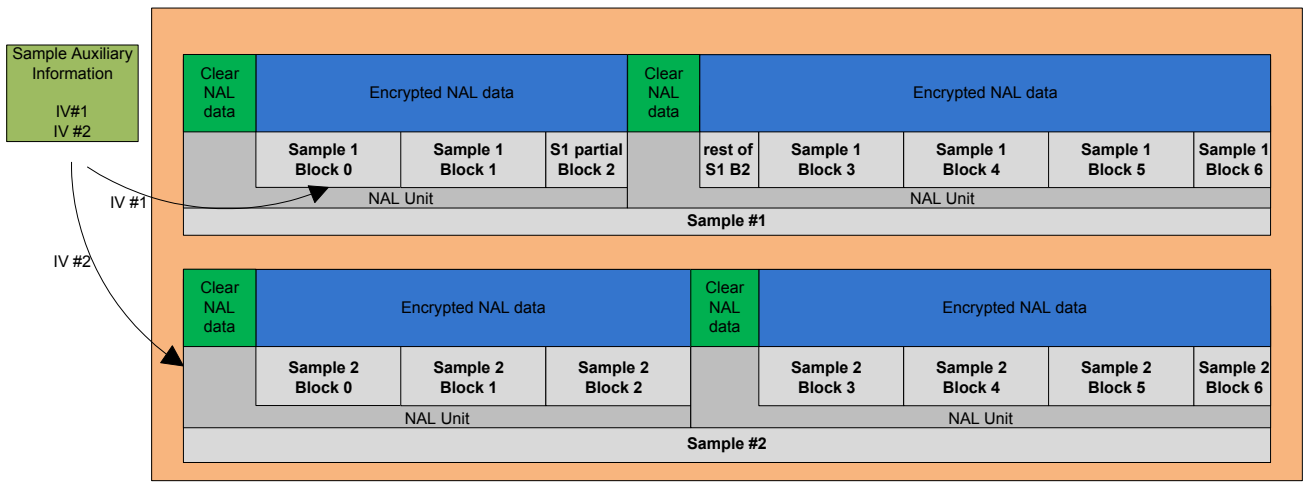 Sample Auxiliary
Information
IV#1
IV #2
IV #1
IV #2
Clear
NAL
data
Encrypted NAL data
Clear
NAL
data
Encrypted NAL data
Sample 1
Block 0
Sample 1
Block 1
S1 partial
Block 2
rest of
S1 B2
Sample 1
Block 3
Sample 1
Block 4
Sample 1
Block 5
Sample 1
Block 6
NAL Unit
NAL Unit
Sample #1
Clear
NAL
data
Encrypted NAL data
Clear
NAL
data
Encrypted NAL data
Sample 2
Block 0
Sample 2
Block 1
Sample 2
Block 2
Sample 2
Block 3
Sample 2
Block 4
Sample 2
Block 5
Sample 2
Block 6
NAL Unit
NAL Unit
Sample #2